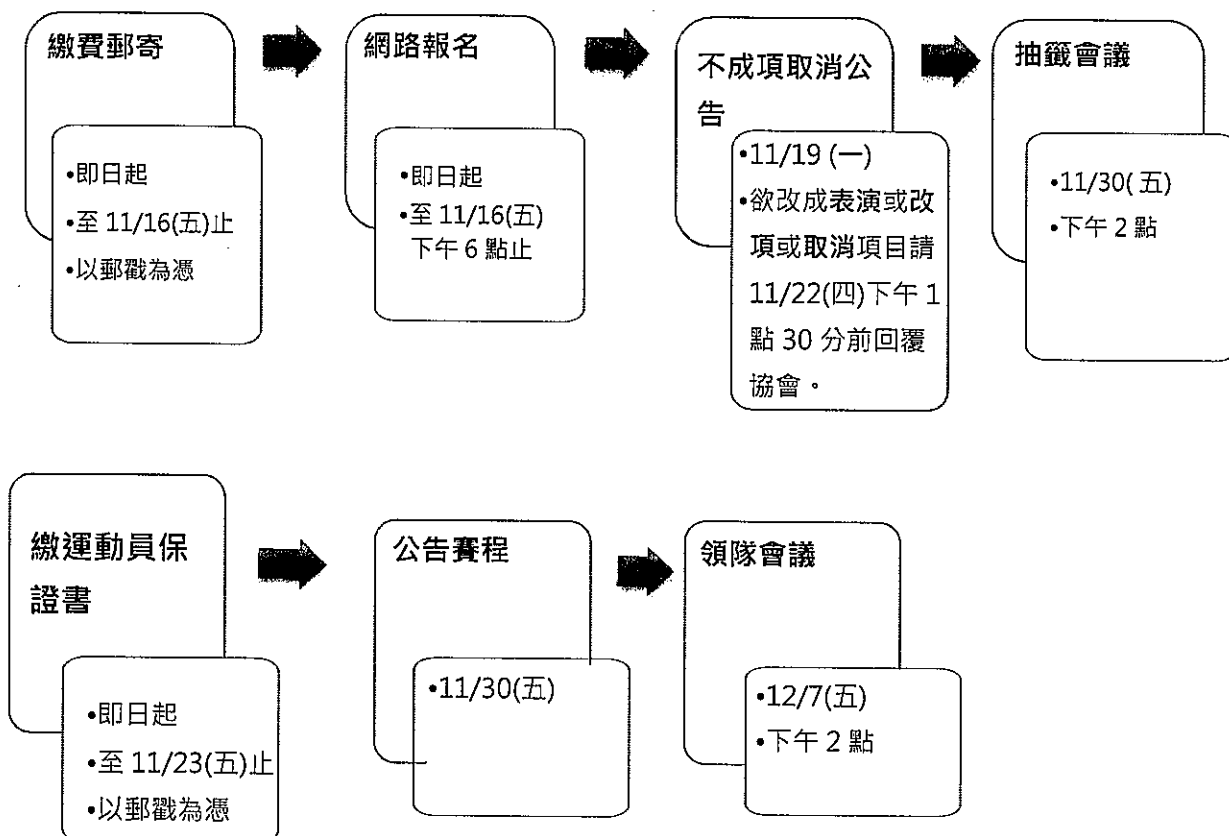 繳費郵寄
•即日起
•至 11/16(五)止
•以郵戳為憑
網路報名
•即日起
•至 11/16(五)
下午 6 點止
不成項取消公
告
•11/19 (一)
•欲改成表演或改
項或取消項目請
11/22(四)下午 1
點 30 分前回覆
協會。
抽籤會議
•11/30( 五)
•下午 2 點
繳運動員保
證書
•即日起
•至 11/23(五)止
•以郵戳為憑
公告賽程
•11/30(五)
領隊會議
•12/7(五)
•下午 2 點